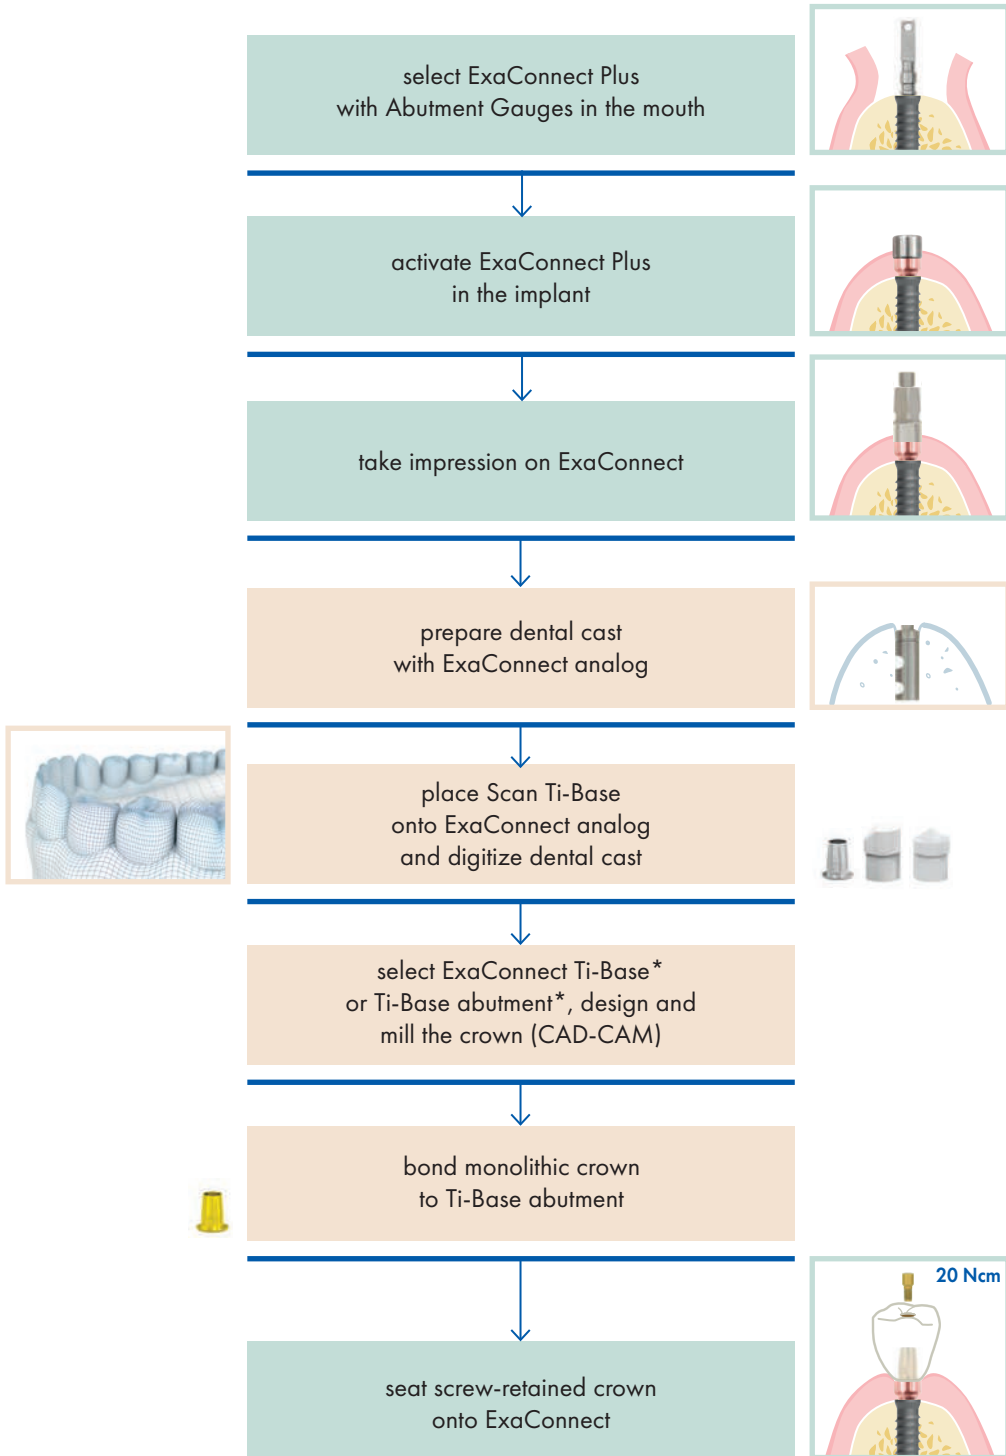 select ExaConnect Plus
with Abutment Gauges in the mouth
activate ExaConnect Plus
in the implant
take impression on ExaConnect
prepare dental cast
with ExaConnect analog
place Scan Ti-Base
onto ExaConnect analog
and digitize dental cast
select ExaConnect Ti-Base*
or Ti-Base abutment*, design and
mill the crown (CAD-CAM)
bond monolithic crown
to Ti-Base abutment
20 Ncm
seat screw-retained crown
onto ExaConnect